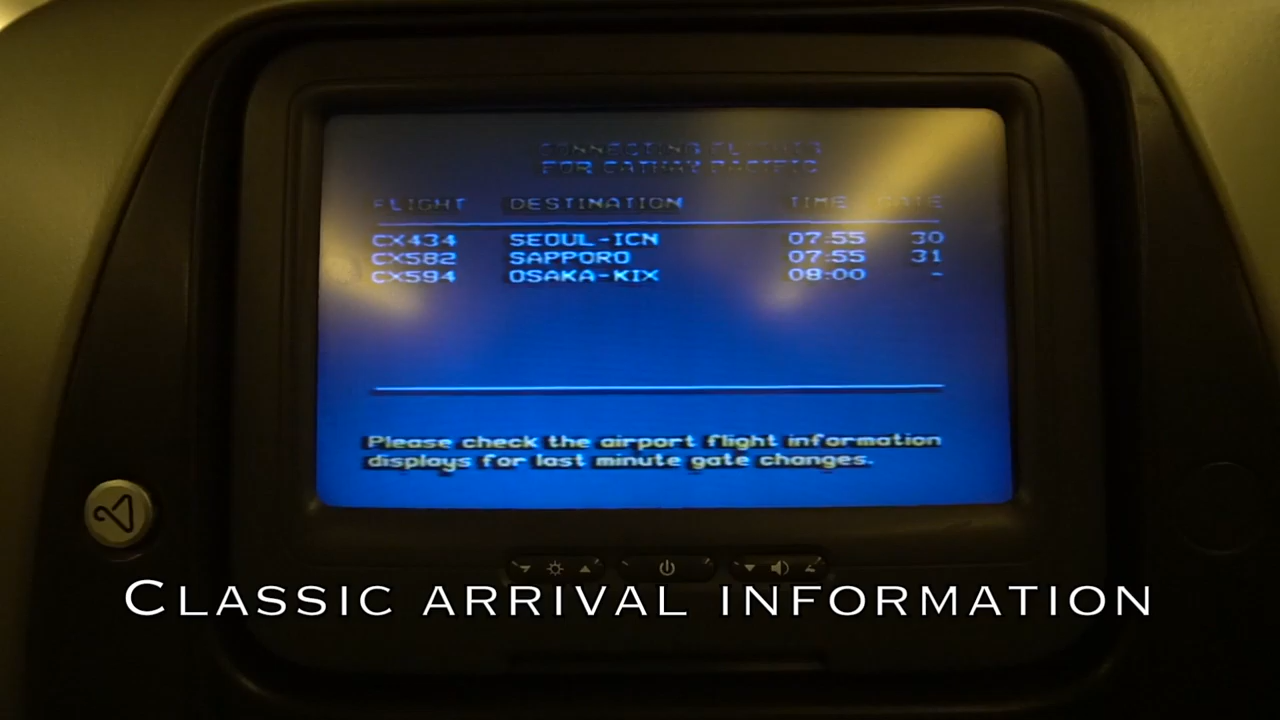 CONNECTING FLIGHTS
FOR CATHAY PACIFIC
FLIGHT DESTINATION TIME GATE
CX434 SEOUL-ICN 07:55 30
CX582 SAPPORO 07:55 31
CX594 OSAKA-KIX 08:00 -
Please check the airport flight information
displays for last minute gate changes.
CLASSIC ARRIVAL INFORMATION